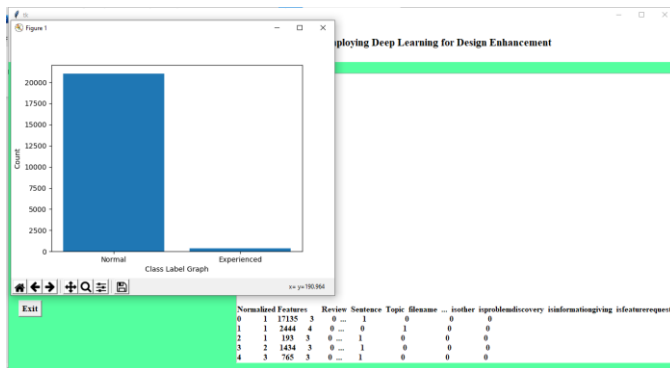 Figure 1
ploying Deep Learning for Design Enhancement
20000
17500
15000
12500
10000
7500
5000
2500
0
Count
Normal Experienced
Class Label Graph
x= y=190.964
Exit
Normalized Features
Review Sentence Topic filename ... isother isproblemdiscovery isinformationgiving isfeaturerequest
0 1 17135 3 0 ... 1 0 0 0
1 1 2444 4 0 ... 0 1 0 0
2 1 193 3 0 ... 1 0 0 0
3 2 1434 3 0 ... 1 0 0 0
4 3 765 3 0 ... 1 0 0 0